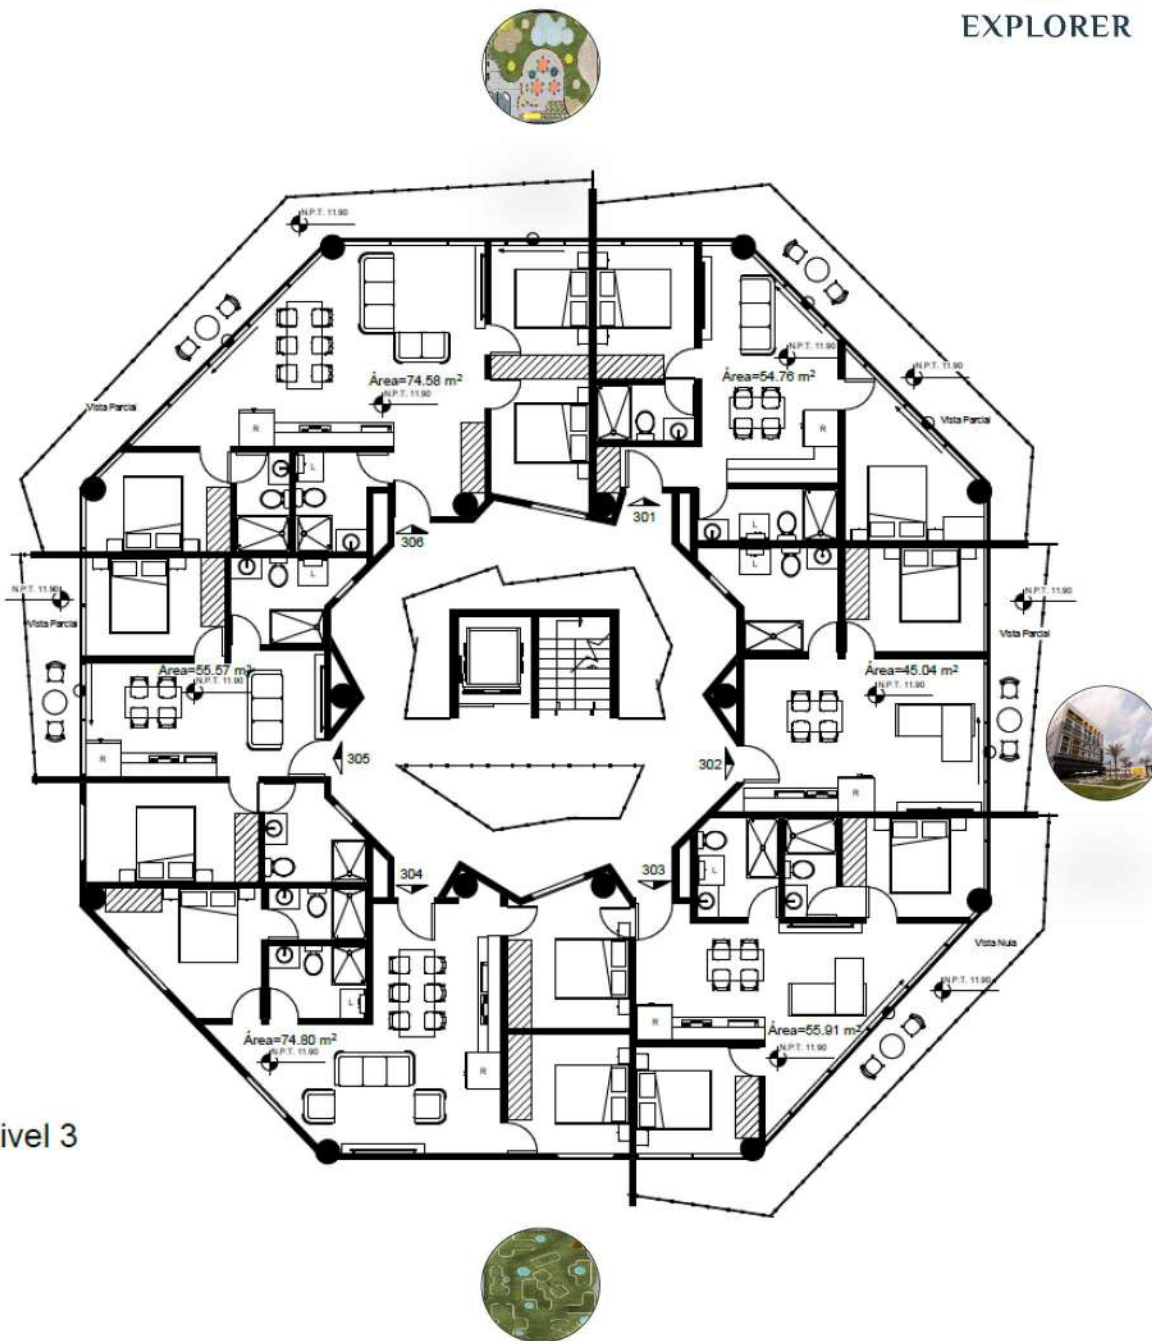 EXPLORER
N.P.T. 11.90
N.P.T. 11.90
Área=74.58 m²
N.P.T. 11.90
Área=54.76 m²
N.P.T. 11.90
Vista Parcial
Vista Parcial
R
R
L
L
301
306
L
L
N.P.T. 11.90
Vista Parcial
N.P.T. 11.90
Vista Parcial
Área=55.57 m²
N.P.T. 11.90
Área=45.04 m²
N.P.T. 11.90
R
305
302
R
304
303
L
Vista Nula
N.P.T. 11.90
L
R
Área=74.80 m²
N.P.T. 11.90
R
Área=55.91 m²
N.P.T. 11.90
ivel 3